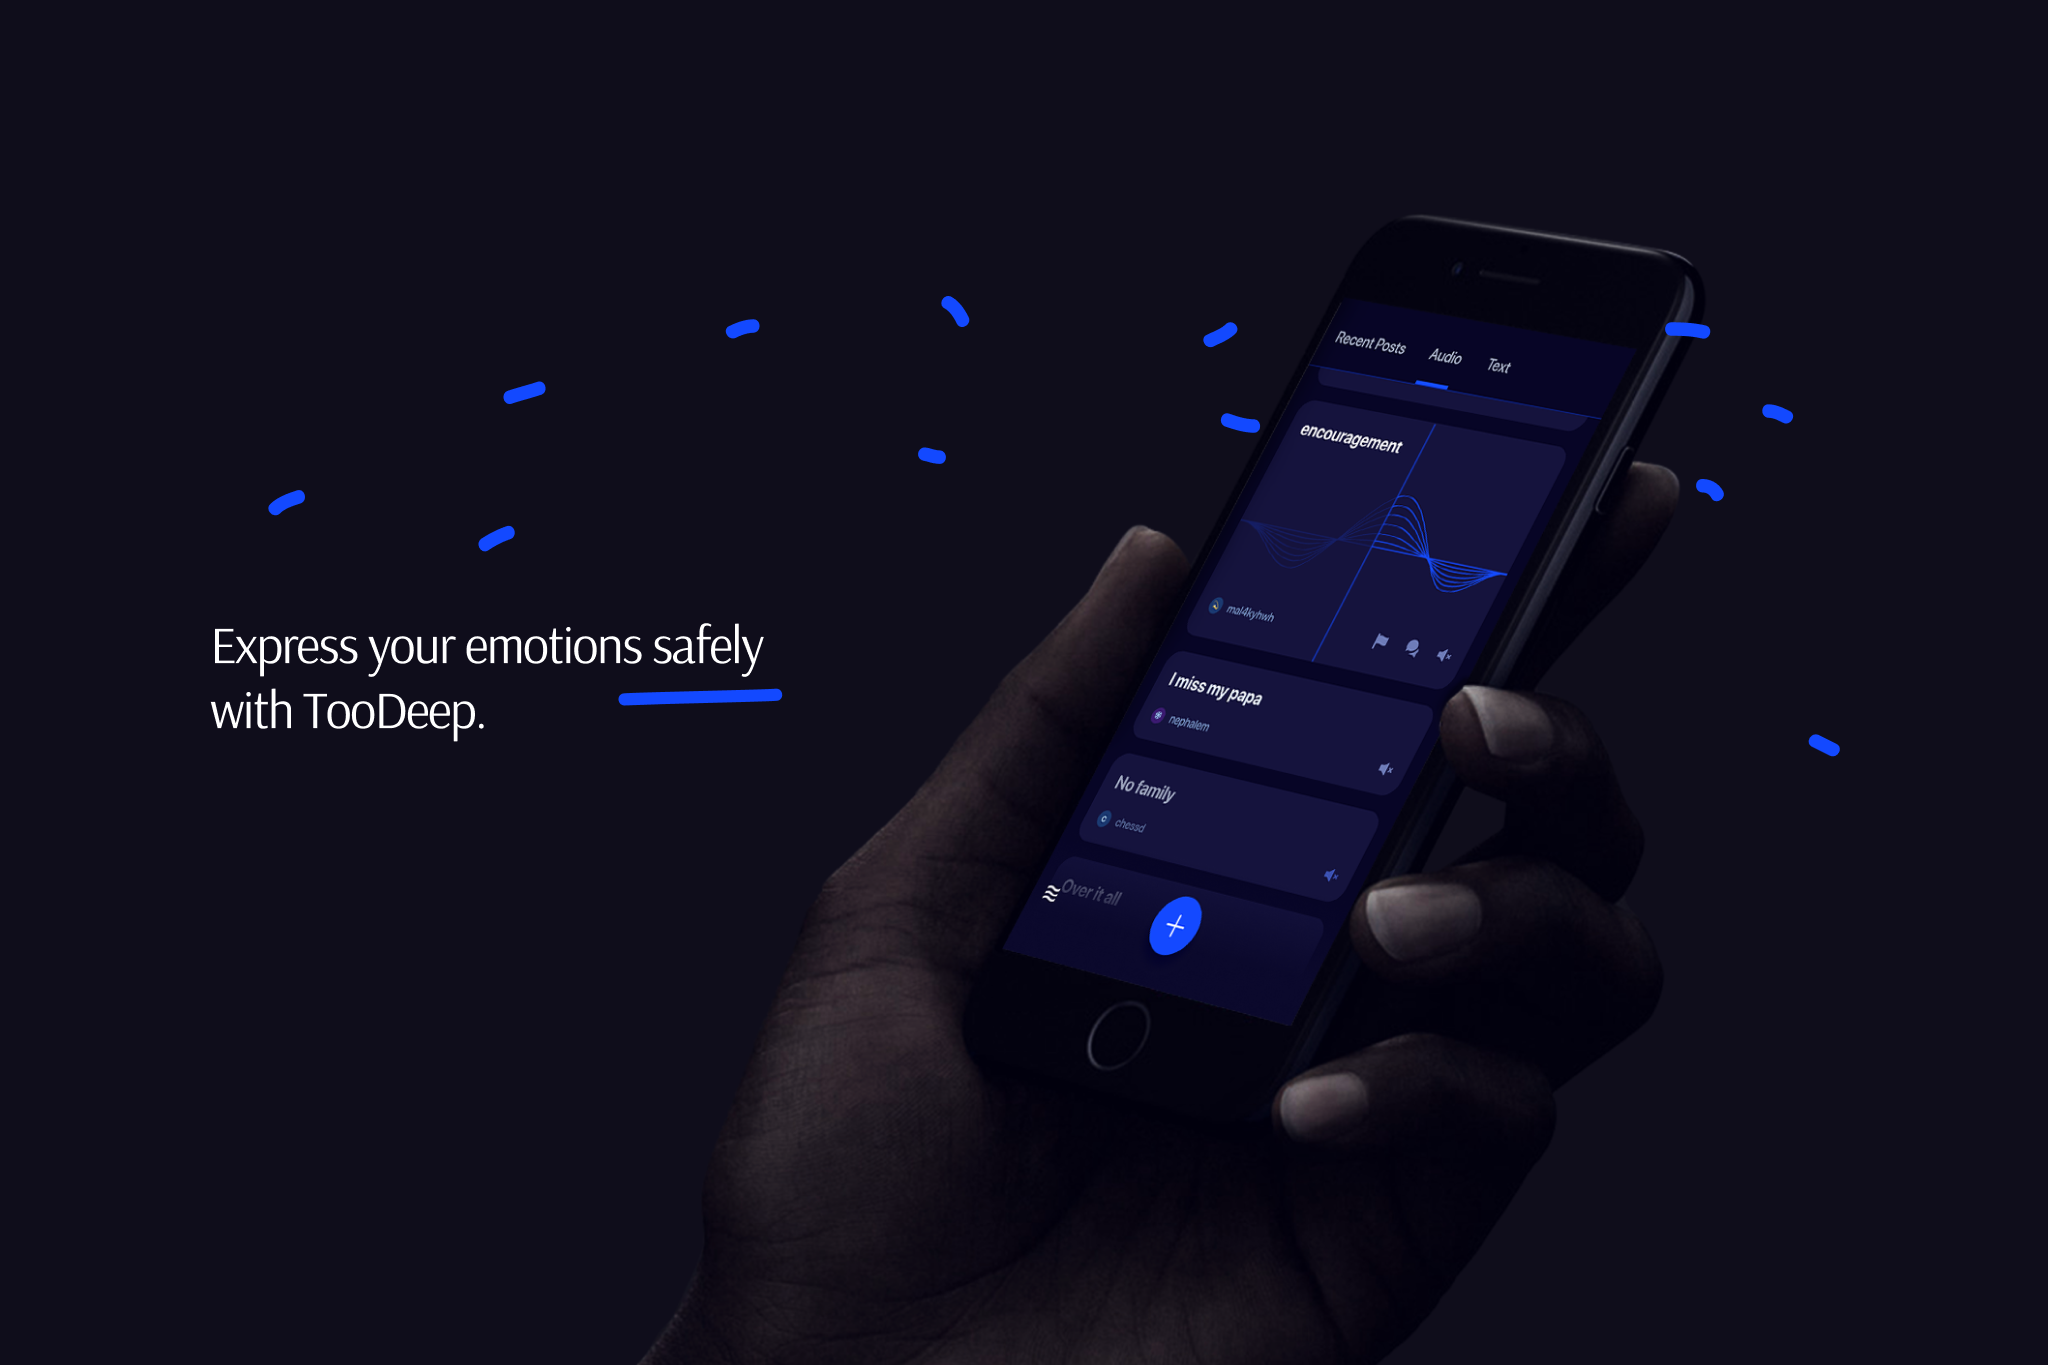 Express your emotions safely
with TooDeep.
Recent Posts Audio Text
encouragement
mal4kyhwh
I miss my papa
nephalem
No family
c chessd
Over it all